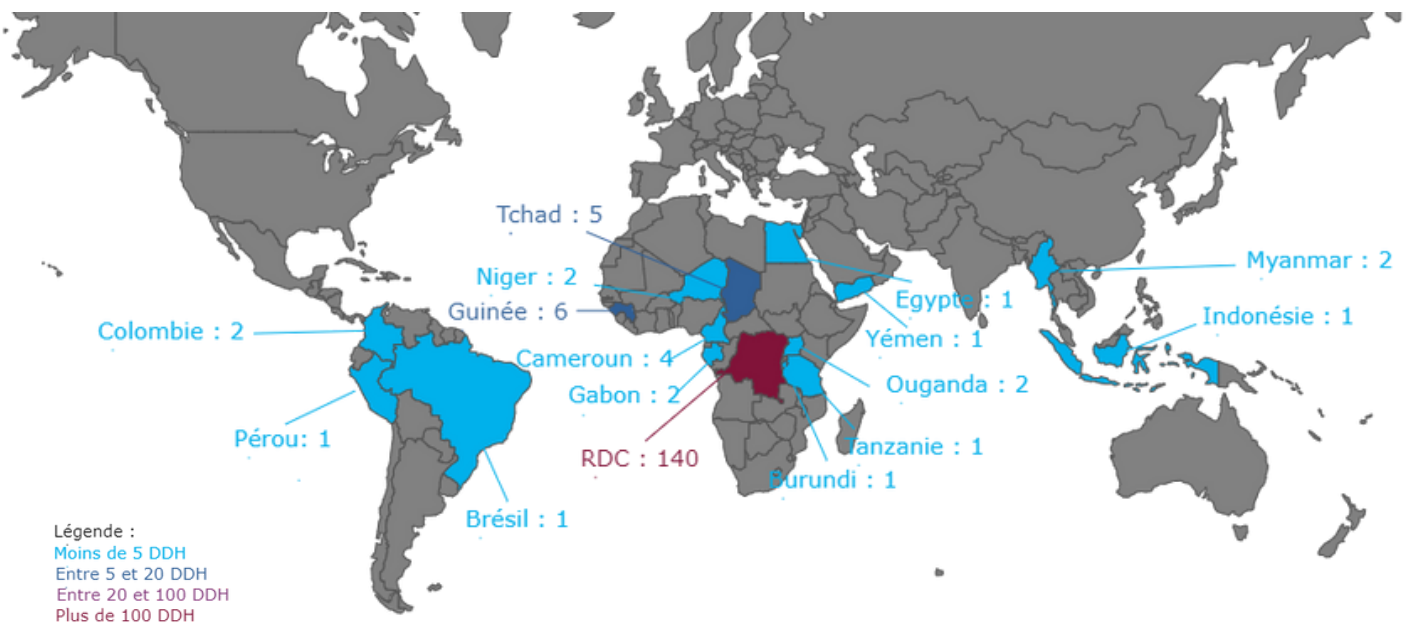 Tchad : 5
Niger : 2
Guinée : 6
Cameroun : 4
Gabon : 2
RDC : 140
Colombie : 2
Pérou: 1
Brésil : 1
Egypte : 1
Yémen : 1
Ouganda : 2
Tanzanie : 1
Burundi : 1
Myanmar : 2
Indonésie : 1
Légende :
Moins de 5 DDH
Entre 5 et 20 DDH
Entre 20 et 100 DDH
Plus de 100 DDH